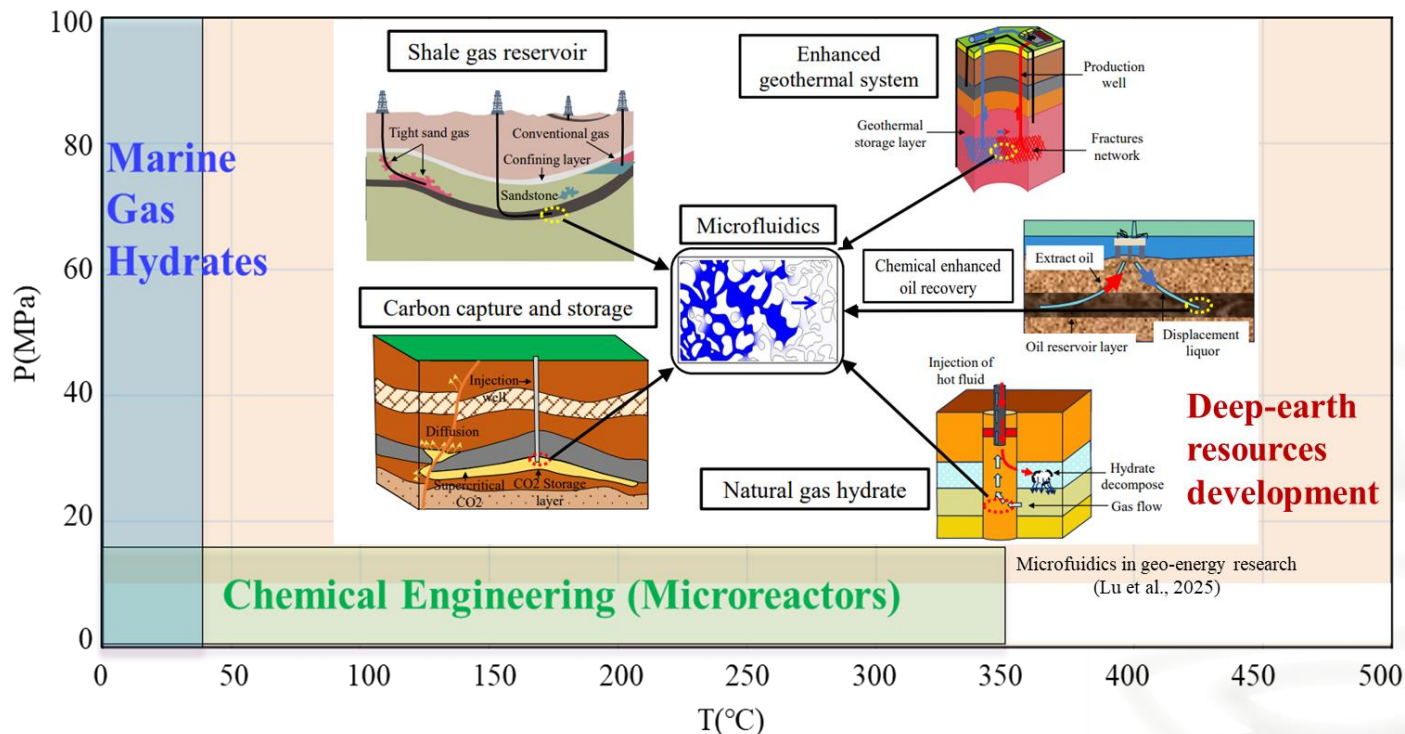 100
80
60
40
20
0
P(MPa)
Marine
Gas
Hydrates
Shale gas reservoir
Tight sand gas
Conventional gas
Confining layer
Sandstone
Enhanced
geothermal system
Production
well
Geothermal
storage layer
Fractures
network
Microfluidics
Chemical enhanced
oil recovery
Extract oil
Oil reservoir layer
Displacement
liquor
Carbon capture and storage
Injection
well
Diffusion
Supercritical
CO2
CO2 Storage
layer
Injection of
hot fluid
Natural gas hydrate
Hydrate
decompose
Gas flow
Deep-earth
resources
development
Microfuidics in geo-energy research
(Lu et al., 2025)
Chemical Engineering (Microreactors)
0 50 100 150 200 250 300 350 400 450 500
T(℃)